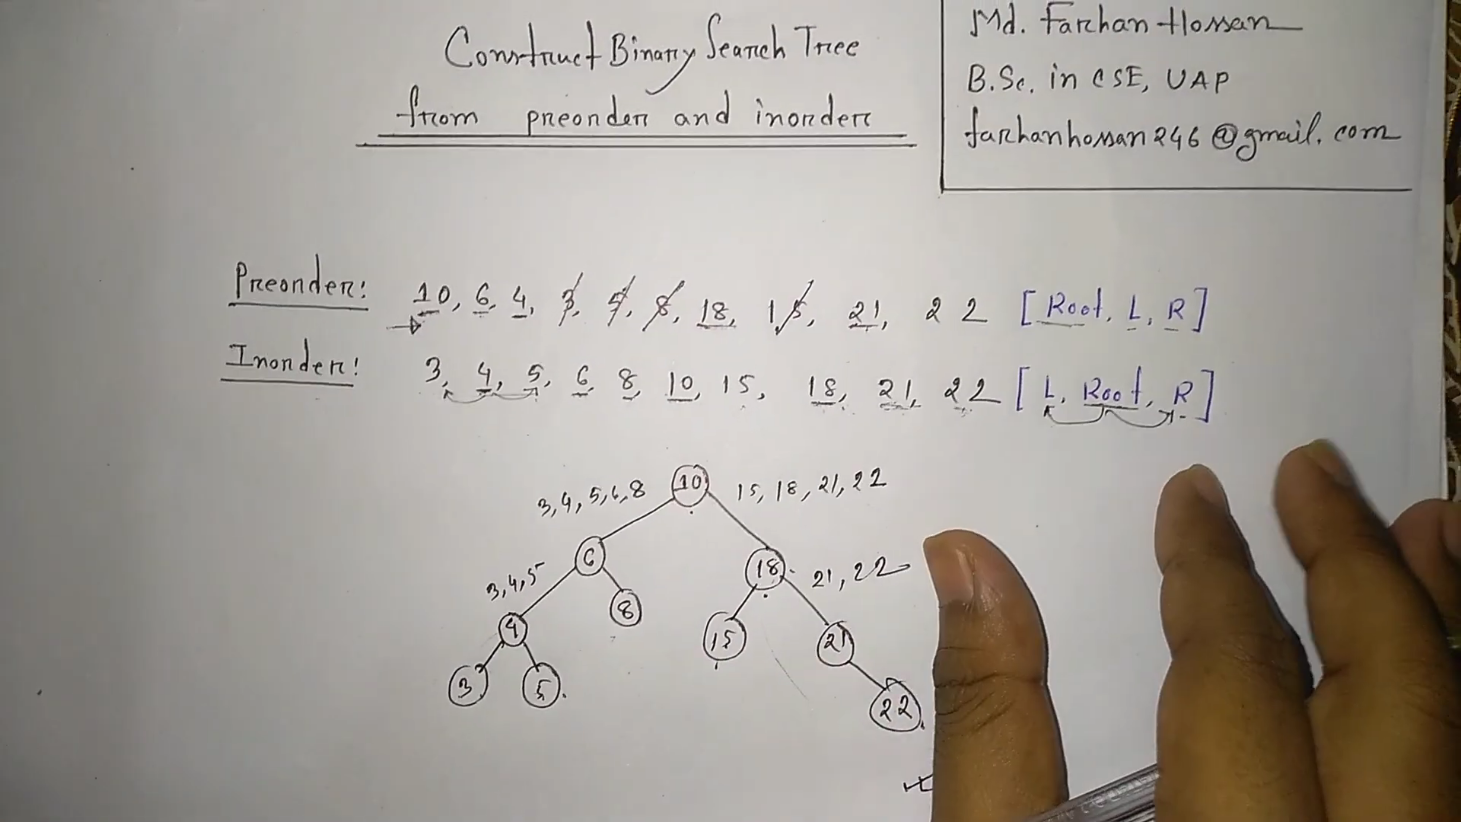 Construct Binary Search Tree
from preorder and inorder
Md. Farhan Hossan
B.Sc. in CSE, UAP
farhanhossan246@gmail.com
Preorder: 10, 6, 4, 3, 5, 8, 18, 15, 21, 22 [Root, L, R]
Inorder: 3, 4, 5, 6, 8, 10, 15, 18, 21, 22 [L, Root, R]
3, 4, 5, 6, 8 10 15, 18, 21, 22
3, 4, 5 6 18 21, 22
4 8 15 21
3 5 22